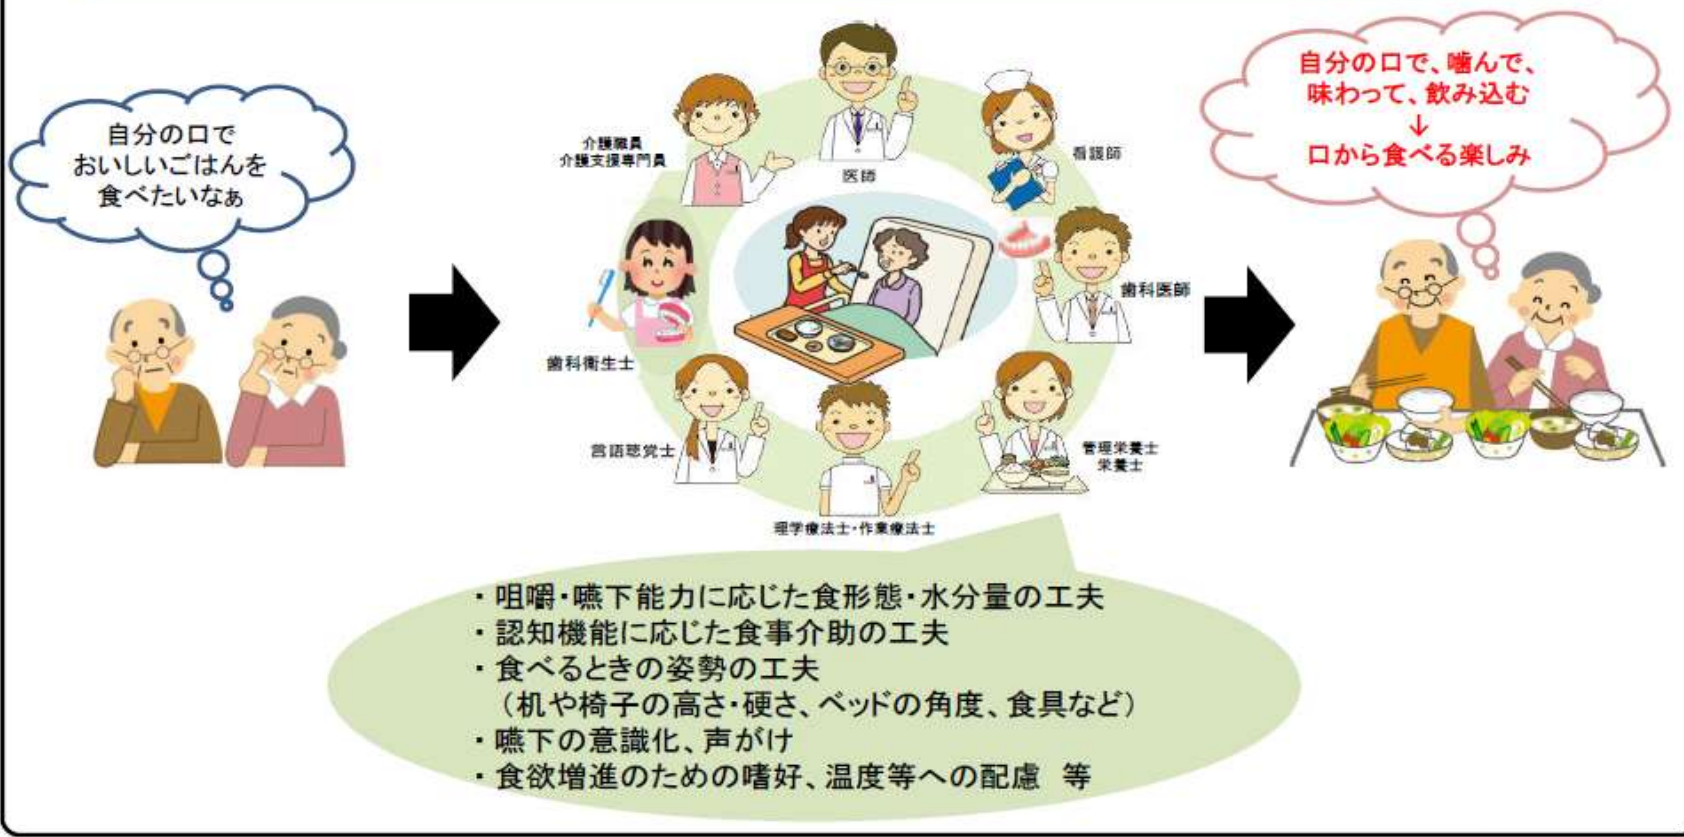 自分の口で
おいしいごはんを
食べたいなぁ
介護職員
介護支援専門員
医師
看護師
歯科医師
管理栄養士
栄養士
理学療法士・作業療法士
言語聴覚士
歯科衛生士
自分の口で、噛んで、
味わって、飲み込む
↓
口から食べる楽しみ
・咀嚼・嚥下能力に応じた食形態・水分量の工夫
・認知機能に応じた食事介助の工夫
・食べるときの姿勢の工夫
（机や椅子の高さ・硬さ、ベッドの角度、食具など）
・嚥下の意識化、声がけ
・食欲増進のための嗜好、温度等への配慮　等